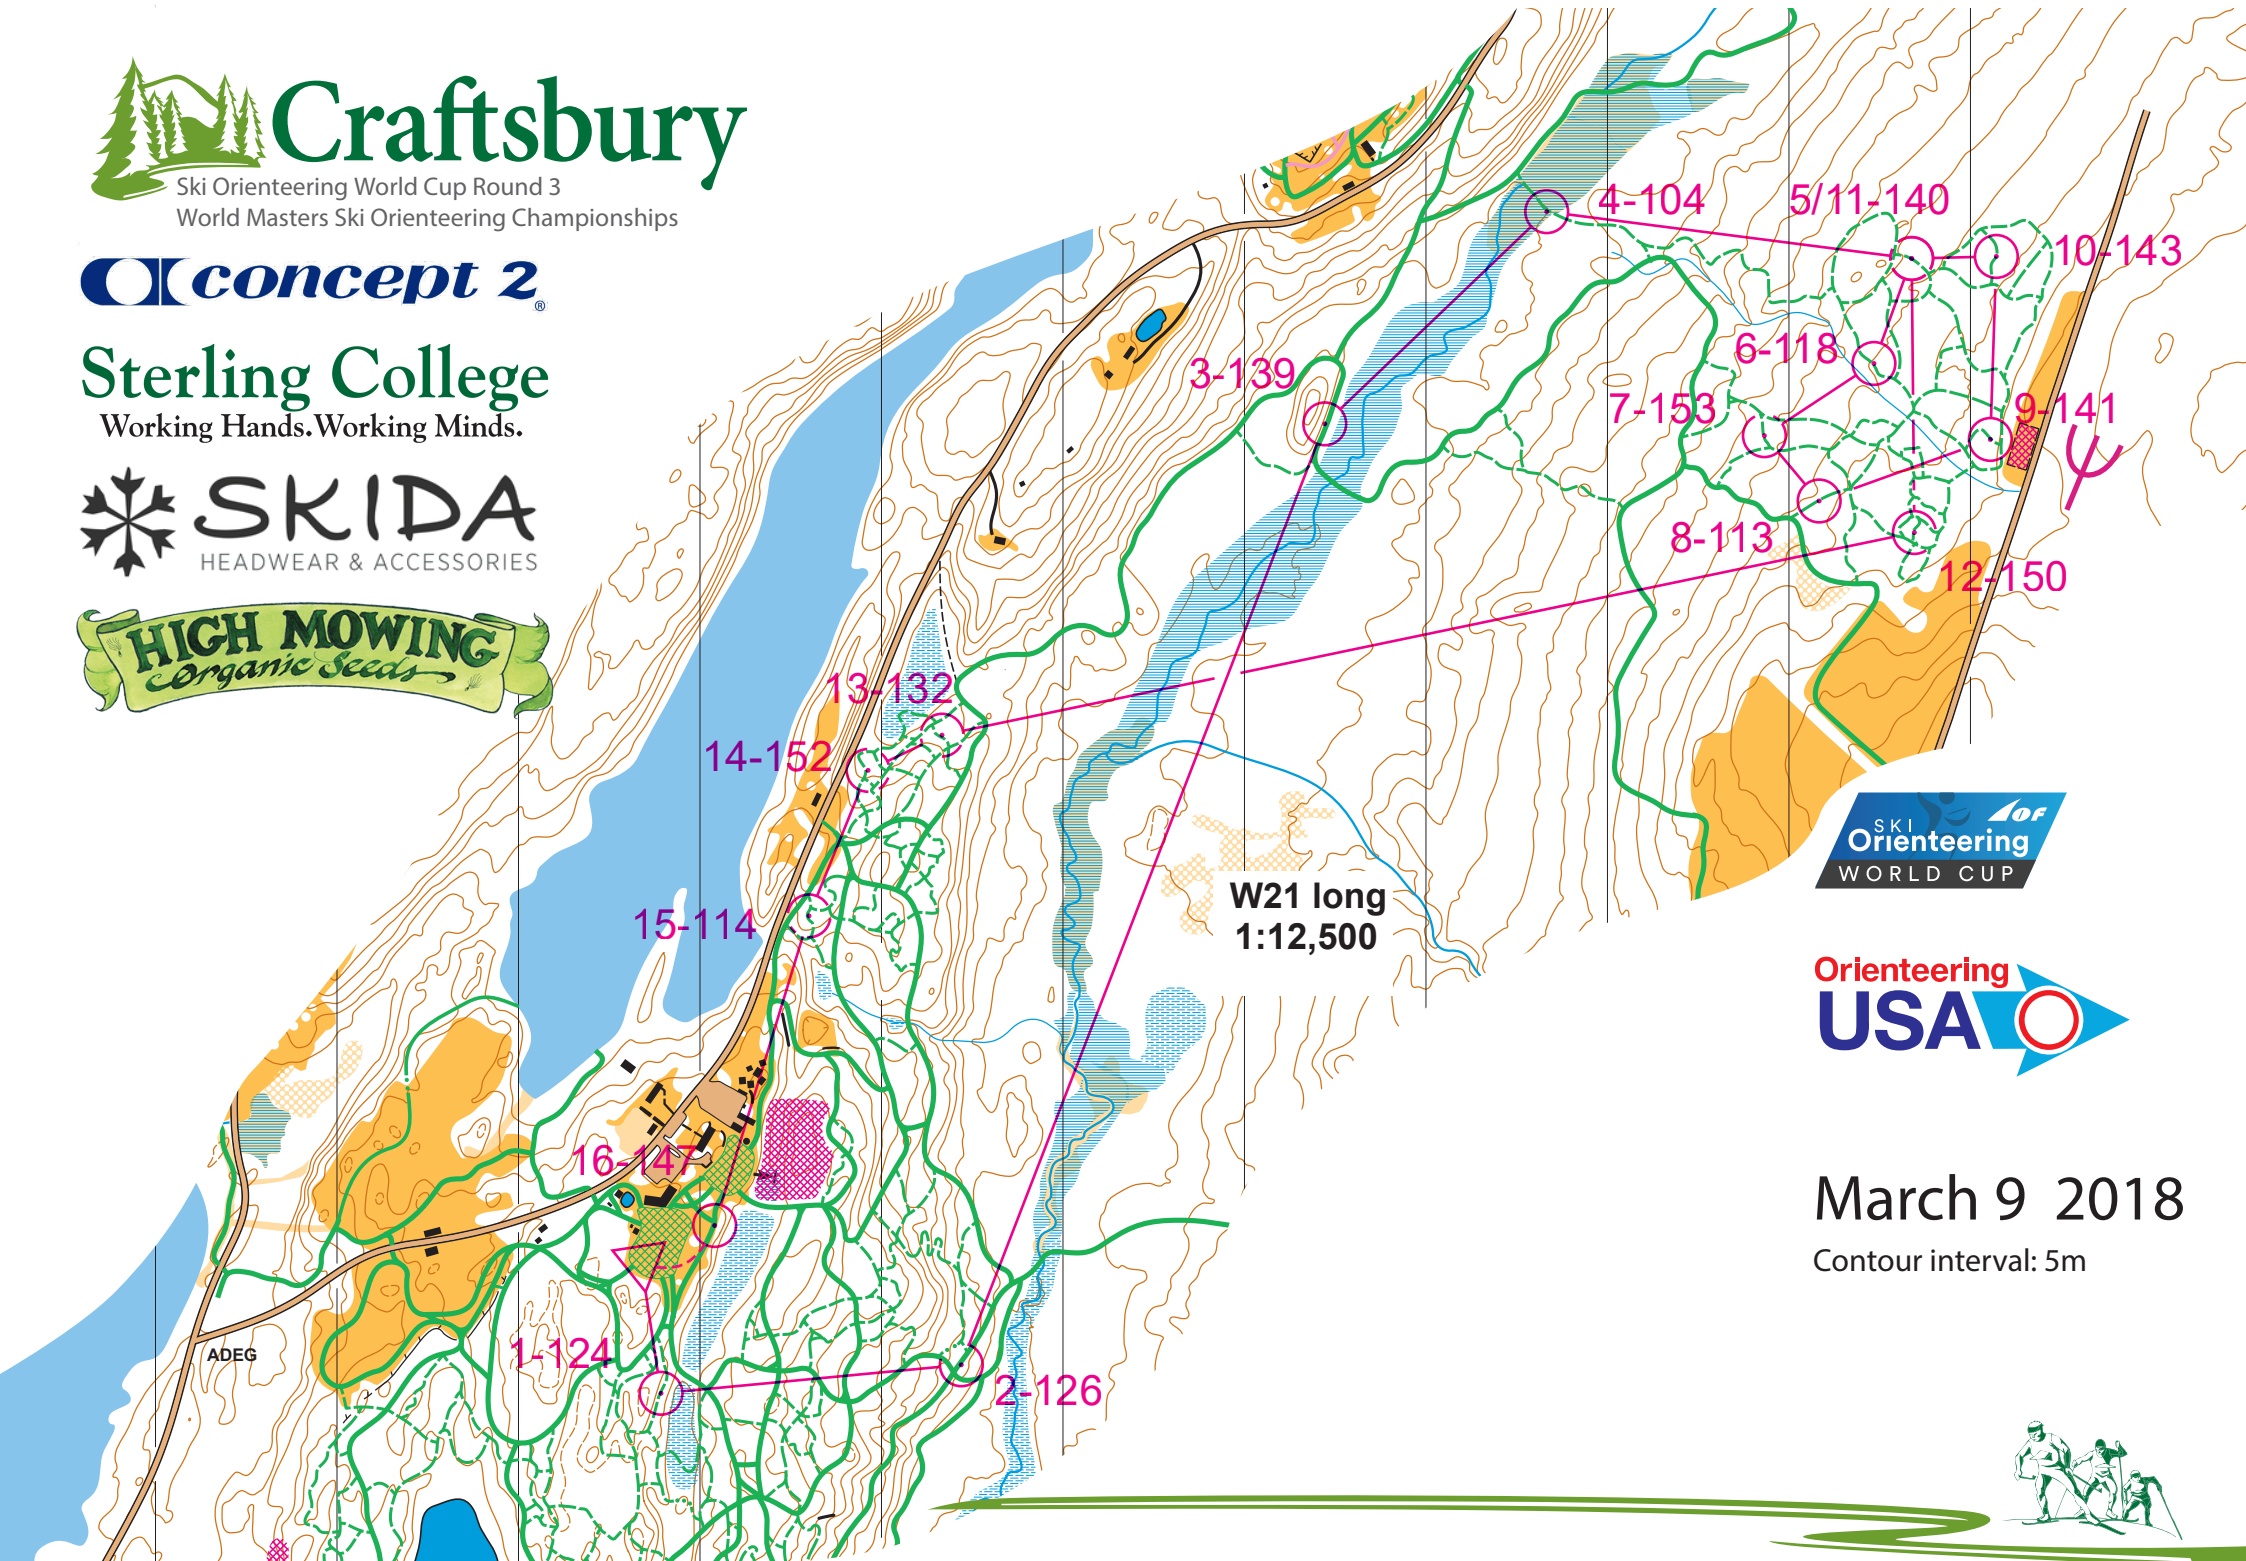 Craftsbury
Ski Orienteering World Cup Round 3
World Masters Ski Orienteering Championships
concept 2®
Sterling College
Working Hands. Working Minds.
SKIDA
HEADWEAR & ACCESSORIES
HIGH MOWING
Organic Seeds
4-104
5/11-140
10-143
3-139
6-118
7-153
9-141
8-113
12-150
13-132
14-152
15-114
W21 long
1:12,500
16-147
1-124
2-126
ADEG
IOF
SKI
Orienteering
WORLD CUP
Orienteering
USA
March 9 2018
Contour interval: 5m